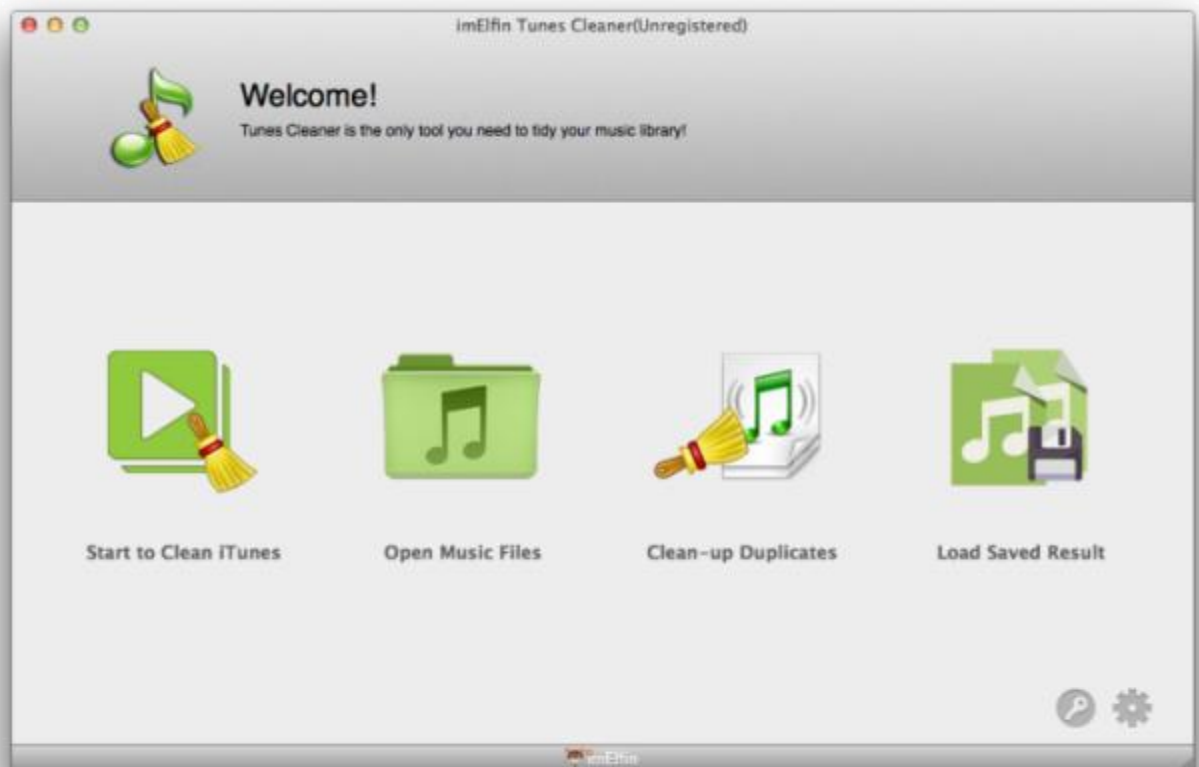 imElfin Tunes Cleaner(Unregistered)
Welcome!
Tunes Cleaner is the only tool you need to tidy your music library!
Start to Clean iTunes
Open Music Files
Clean-up Duplicates
Load Saved Result
imElfin